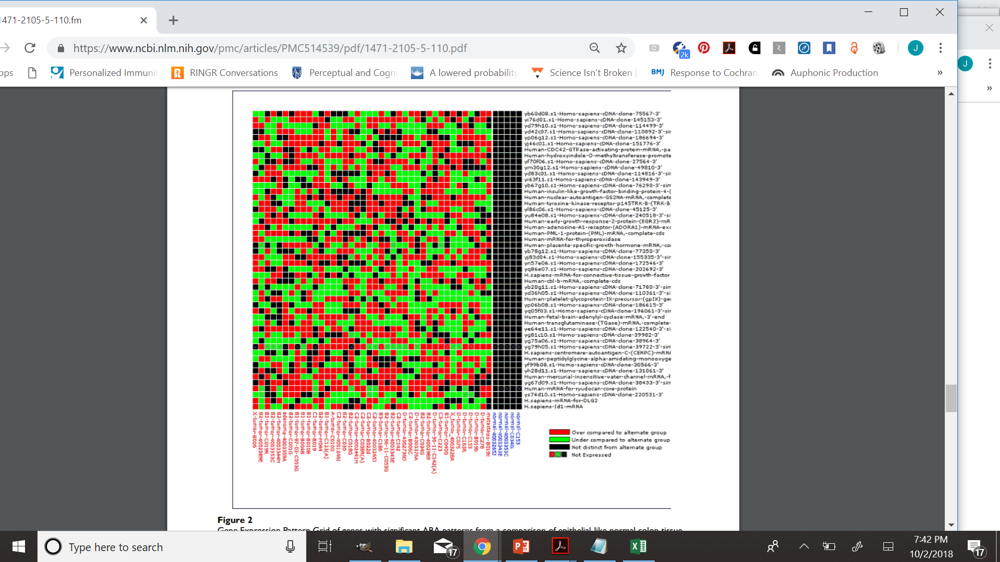 1471-2105-5-110.fm
https://www.ncbi.nlm.nih.gov/pmc/articles/PMC514539/pdf/1471-2105-5-110.pdf
2k
J
J
pps
Personalized Immuni
RINGR Conversations
Perceptual and Cogni
A lowered probability
Science Isn't Broken |
BMJ Response to Cochran
Auphonic Production
»
»
yb60d08.s1-Homo-sapiens-cDNA-clone-75567-3'
yi76d01.s1-Homo-sapiens-cDNA-clone-145153-3'
yd79h10.s1-Homo-sapiens-cDNA-clone-114499-3'
yd42c07.s1-Homo-sapiens-cDNA-clone-110892-3'-sim
yp06g12.s1-Homo-sapiens-cDNA-clone-186694-3'
yj46c01.s1-Homo-sapiens-cDNA-clone-151776-3'
Human-CDC42-GTPase-activating-protein-mRNA,-pa
Human-hydroxyindole-O-methyltransferase-promote
yf70f06.s1-Homo-sapiens-cDNA-clone-27564-3'
ym30g12.s1-Homo-sapiens-cDNA-clone-49810-3'
yd83c01.s1-Homo-sapiens-cDNA-clone-114816-3'-sim
yi63f11.s1-Homo-sapiens-cDNA-clone-143949-3'
yb67g10.s1-Homo-sapiens-cDNA-clone-76290-3'-sim
Human-insulin-like-growth-factor-binding-protein-4-(
Human-nuclear-autoantigen-GS2NA-mRNA,-complete
Human-tyrosine-kinase-receptor-p145TRK-B-(TRK-B
yl86c06.s1-Homo-sapiens-cDNA-clone-45125-3'
yu84e08.s1-Homo-sapiens-cDNA-clone-240518-3'-si
Human-early-growth-response-2-protein-(EGR2)-mR
Human-adenosine-A1-receptor-(ADORA1)-mRNA-exo
Human-PML-1-protein-(PML)-mRNA,-complete-cds
Human-mRNA-for-thyroperoxidase
Human-placenta-specific-growth-hormone-mRNA,-co
yb78g12.s1-Homo-sapiens-cDNA-clone-77350-3'
yj83d04.s1-Homo-sapiens-cDNA-clone-155335-3'-sim
yn57e06.s1-Homo-sapiens-cDNA-clone-172546-3'
yq86e07.s1-Homo-sapiens-cDNA-clone-202692-3'
H.sapiens-mRNA-for-connective-tissue-growth-factor
Human-cbl-b-mRNA,-complete-cds
yb20g11.s1-Homo-sapiens-cDNA-clone-71780-3'-sim
yd36h05.s1-Homo-sapiens-cDNA-clone-110361-3'-si
Human-platelet-glycoprotein-IX-precursor-(gpIX)-ge
yp06b08.s1-Homo-sapiens-cDNA-clone-186615-3'
yq05f03.s1-Homo-sapiens-cDNA-clone-196061-3'-sim
Human-fetal-brain-adenylyl-cyclase-mRNA,-3'-end
Human-transglutaminase-(TGase)-mRNA,-complete-
ye64e11.s1-Homo-sapiens-cDNA-clone-122540-3'-si
yg81c10.s1-Homo-sapiens-cDNA-clone-39982-3'
yg75a06.s1-Homo-sapiens-cDNA-clone-38964-3'
yg79h05.s1-Homo-sapiens-cDNA-clone-39722-3'-sim
H.sapiens-centromere-autoantigen-C-(CENPC)-mRNA
Human-peptidylglycine-alpha-amidating-monooxyge
yf99b08.s1-Homo-sapiens-cDNA-clone-30566-3'
yh28d11.s1-Homo-sapiens-cDNA-clone-131061-3'
Human-mercurial-insensitive-water-channel-mRNA,-f
yg67d09.s1-Homo-sapiens-cDNA-clone-38433-3'-sim
Human-mRNA-for-ryudocan-core-protein
ys74d10.s1-Homo-sapiens-cDNA-clone-220531-3'
H.sapiens-mRNA-for-DLG2
H.sapiens-Id1-mRNA
X-tumor-B006
B2-tumor-4002089E
B1-tumor-C019R
B2-tumor-4003353C
B2-tumor-4003344H
adenoma-4003359A
B2-tumor-C001G
B1-tumor-97-03-C053G
B1-tumor-B004B
B1-tumor-B010B
C1-tumor-B019
B2-tumor-H044
B1-tumor-C123(A)
A-tumor-C010G
C2-tumor-4001246I
B2-tumor-C030
B2-tumor-C018G
C2-tumor-4002441H
C2-tumor-C038R(A)
C2-tumor-B022d
C2-tumor-4003265J
B3-tumor-C186
B2-tumor-96-11-C053G
B2-tumor-4003343E
C2-tumor-C142
D-tumor-4002736D
C2-tumor-B006C
D-tumor-4000376A
B2-tumor-C034G
B2-tumor-4002989
D-tumor-96-11-C142(A)
C3-tumor-C223
B1-tumor-C040G
X_tumor_4003228A
D-tumor-C075
D-tumor-C163R
D-tumor-C153
D-tumor-B019b
D-tumor-C278
metastasis-B019c
normal-4003265J
normal-4003343E
normal-4003353C
normal-C034G
normal-C153
Over compared to alternate group
Under compared to alternate group
Not distinct from alternate group
Not Expressed
Figure 2
Gene Expression Pattern Grid of genes with significant ABA patterns from a comparison of epithelial-like normal colon tissue
Type here to search
17
7:42 PM
10/2/2018
17